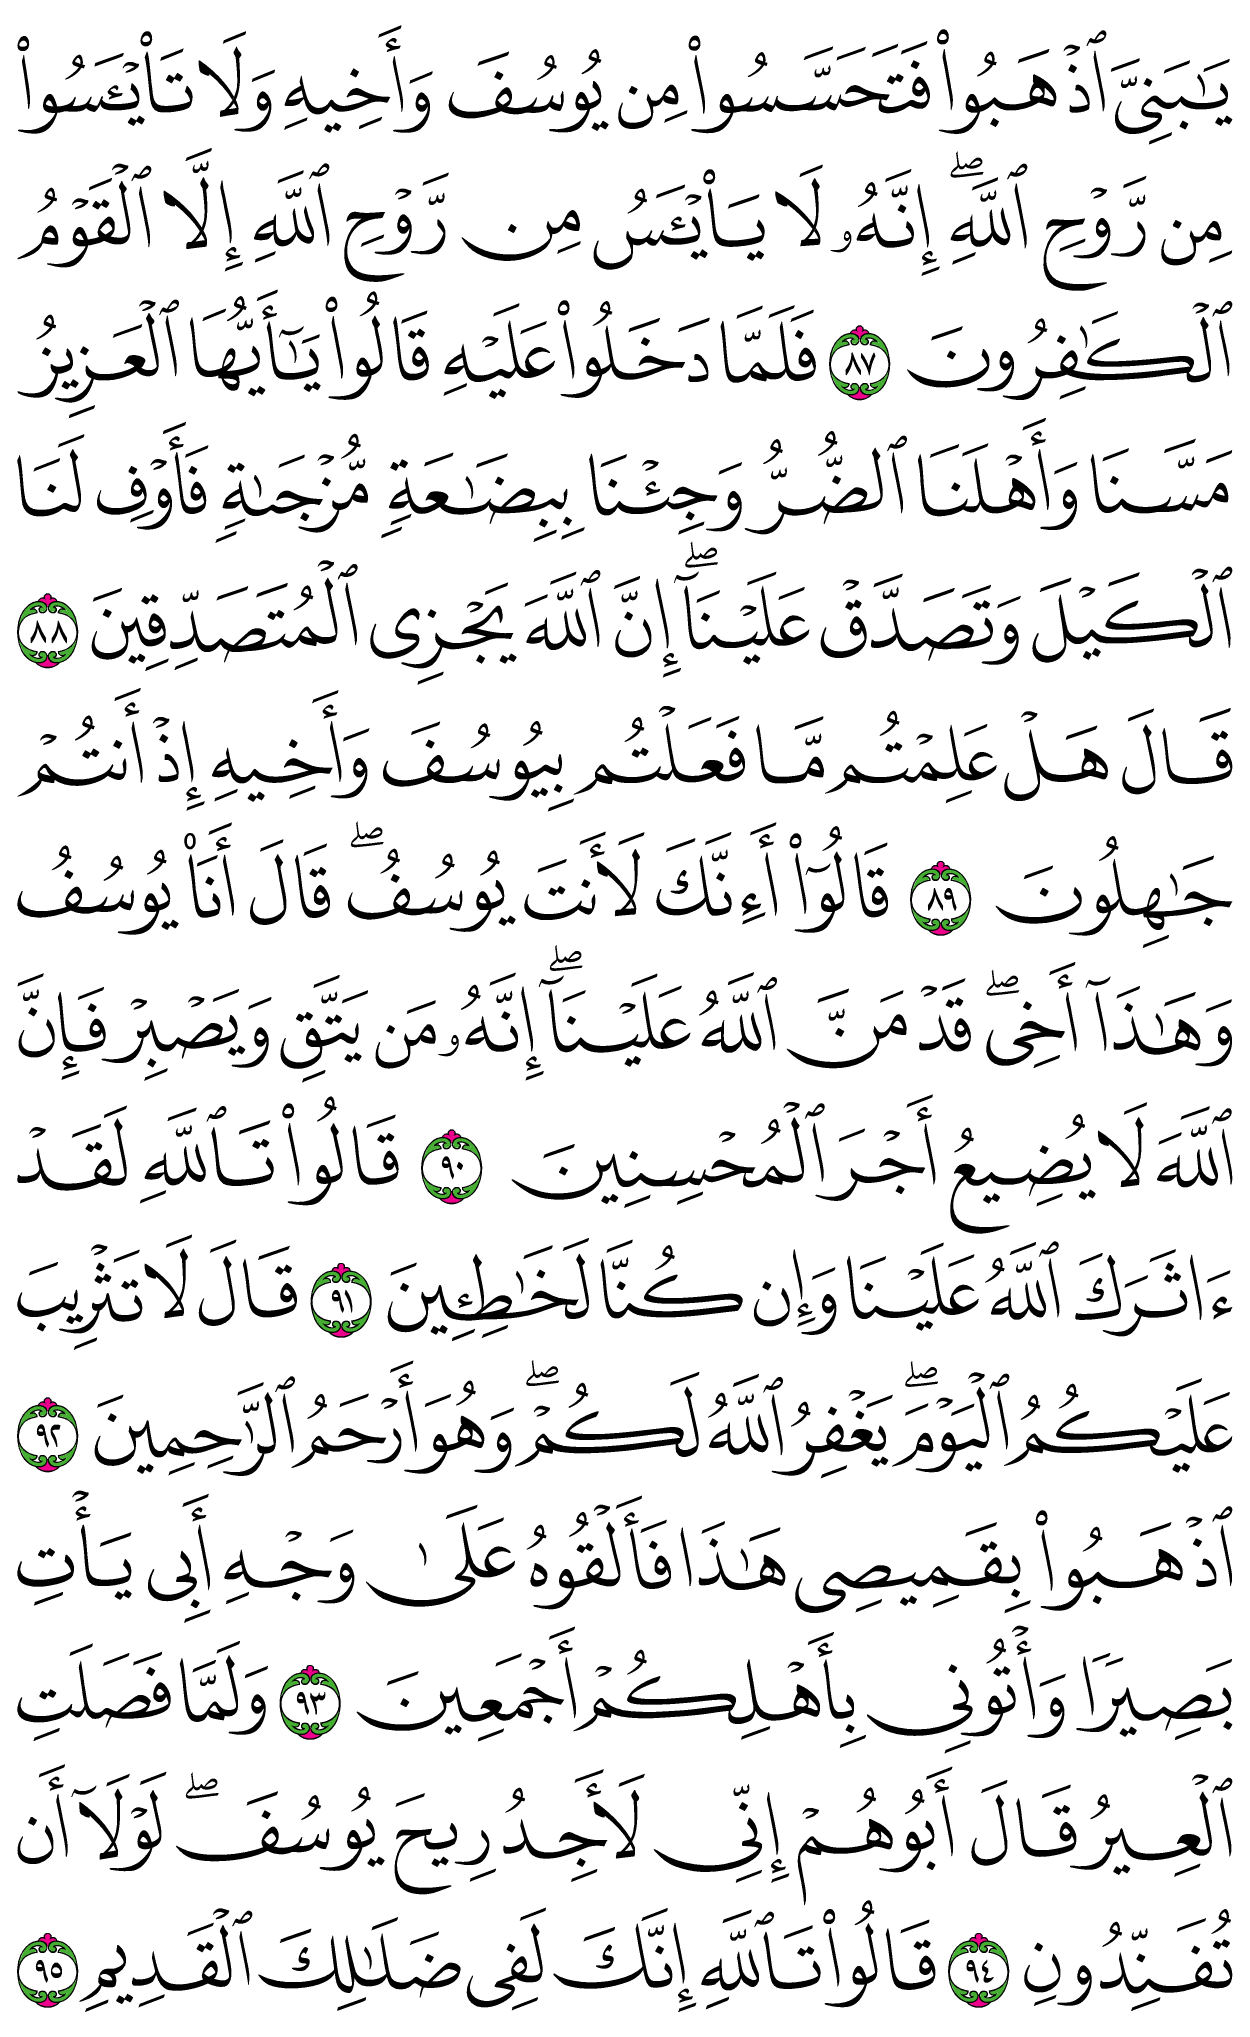 يَـٰبَنِىَّ ٱذۡهَبُواْ فَتَحَسَّسُواْ مِن يُوسُفَ وَأَخِيهِ وَلَا تَاْيۡـَٔسُواْ
مِن رَّوۡحِ ٱللَّهِۖ إِنَّهُۥ لَا يَاْيۡـَٔسُ مِن رَّوۡحِ ٱللَّهِ إِلَّا ٱلۡقَوۡمُ
ٱلۡكَـٰفِرُونَ ٨٧ فَلَمَّا دَخَلُواْ عَلَيۡهِ قَالُواْ يَـٰٓأَيُّهَا ٱلۡعَزِيزُ
مَسَّنَا وَأَهۡلَنَا ٱلضُّرُّ وَجِئۡنَا بِبِضَـٰعَةٍ مُّزۡجَىٰةٍ فَأَوۡفِ لَنَا
ٱلۡكَيۡلَ وَتَصَدَّقۡ عَلَيۡنَآۖ إِنَّ ٱللَّهَ يَجۡزِى ٱلۡمُتَصَدِّقِينَ ٨٨
قَالَ هَلۡ عَلِمۡتُم مَّا فَعَلۡتُم بِيُوسُفَ وَأَخِيهِ إِذۡ أَنتُمۡ
جَـٰهِلُونَ ٨٩ قَالُوٓاْ أَءِنَّكَ لَأَنتَ يُوسُفُۖ قَالَ أَنَا۠ يُوسُفُ
وَهَـٰذَآ أَخِىۖ قَدۡ مَنَّ ٱللَّهُ عَلَيۡنَآۖ إِنَّهُۥ مَن يَتَّقِ وَيَصۡبِرۡ فَإِنَّ
ٱللَّهَ لَا يُضِيعُ أَجۡرَ ٱلۡمُحۡسِنِينَ ٩٠ قَالُواْ تَٱللَّهِ لَقَدۡ
ءَاثَرَكَ ٱللَّهُ عَلَيۡنَا وَإِن كُنَّا لَخَـٰطِـِٔينَ ٩١ قَالَ لَا تَثۡرِيبَ
عَلَيۡكُمُ ٱلۡيَوۡمَۖ يَغۡفِرُ ٱللَّهُ لَكُمۡۖ وَهُوَ أَرۡحَمُ ٱلرَّٰحِمِينَ ٩٢
ٱذۡهَبُواْ بِقَمِيصِى هَـٰذَا فَأَلۡقُوهُ عَلَىٰ وَجۡهِ أَبِى يَأۡتِ
بَصِيرًا وَأۡتُونِى بِأَهۡلِكُمۡ أَجۡمَعِينَ ٩٣ وَلَمَّا فَصَلَتِ
ٱلۡعِيرُ قَالَ أَبُوهُمۡ إِنِّى لَأَجِدُ رِيحَ يُوسُفَۖ لَوۡلَآ أَن
تُفَنِّدُونِ ٩٤ قَالُواْ تَٱللَّهِ إِنَّكَ لَفِى ضَلَـٰلِكَ ٱلۡقَدِيمِ ٩٥